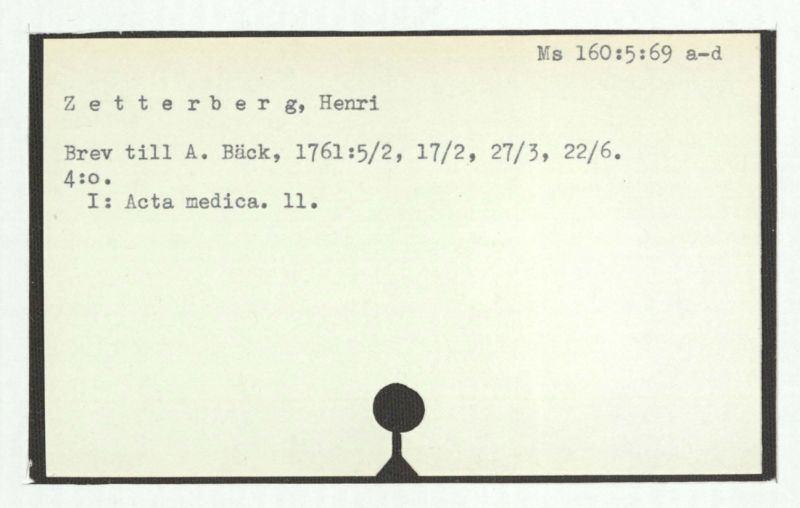 Ms 160:5:69 a-d
Z e t t e r b e r g, Henri
Brev till A. Bäck, 1761:5/2, 17/2, 27/3, 22/6.
4:o.
I: Acta medica. 11.